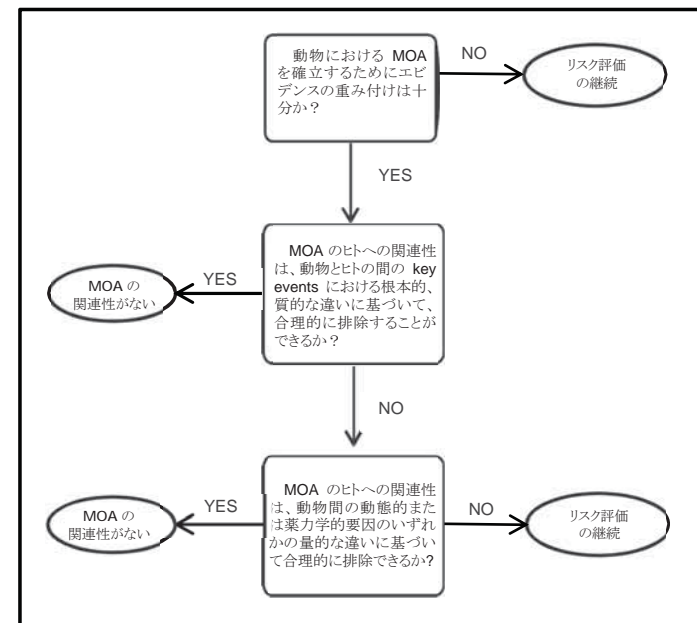 動物における MOA
を確立するためにエビ
デンスの重み付けは十
分か？
NO
リスク評価
の継続
YES
MOA のヒトへの関連性
は、動物とヒトの間の key
events における根本的、
質的な違いに基づいて、
合理的に排除することが
できるか？
YES
MOA の
関連性がない
NO
MOA のヒトへの関連性
は、動物間の動態的また
は薬力学的要因のいずれ
かの量的な違いに基づい
て合理的に排除できるか?
YES
MOA の
関連性がない
NO
リスク評価
の継続